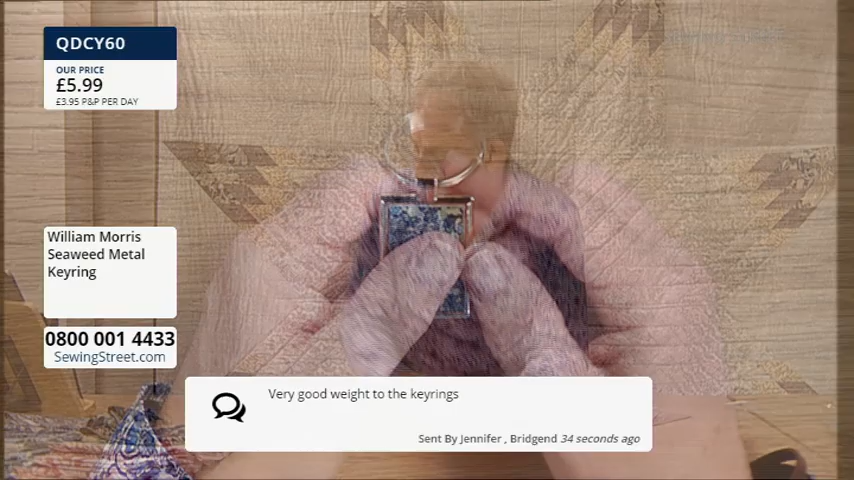 QDCY60
OUR PRICE
£5.99
£3.95 P&P PER DAY
William Morris
Seaweed Metal
Keyring
0800 001 4433
SewingStreet.com
Very good weight to the keyrings
Sent By Jennifer , Bridgend 34 seconds ago